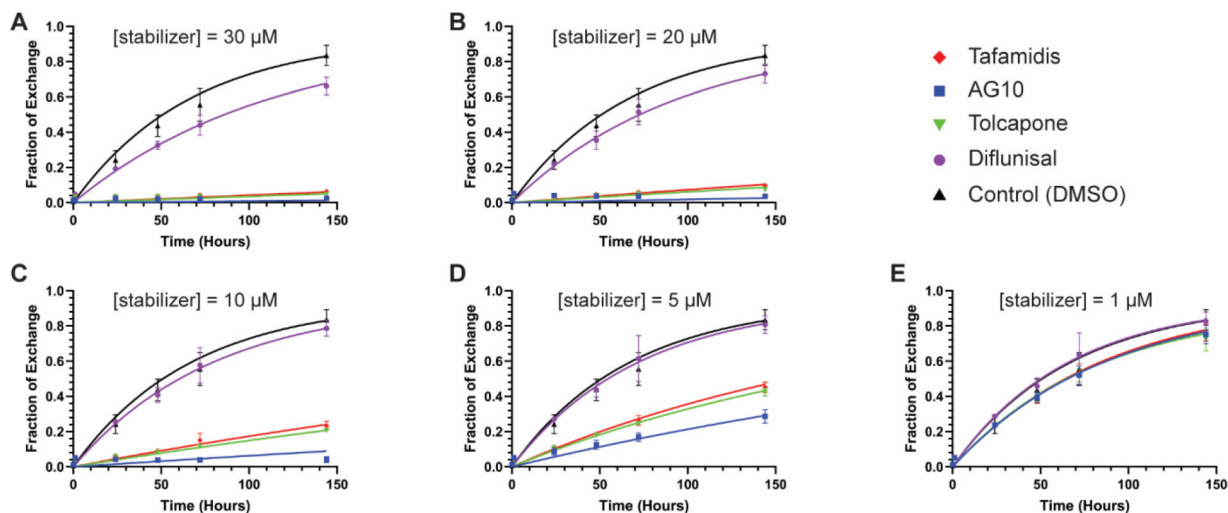 A
[stabilizer] = 30 µM
Fraction of Exchange
1.0
0.8
0.6
0.4
0.2
0.0
0
50
100
150
Time (Hours)
B
[stabilizer] = 20 µM
Fraction of Exchange
1.0
0.8
0.6
0.4
0.2
0.0
0
50
100
150
Time (Hours)
Tafamidis
AG10
Tolcapone
Diflunisal
Control (DMSO)
C
[stabilizer] = 10 µM
Fraction of Exchange
1.0
0.8
0.6
0.4
0.2
0.0
0
50
100
150
Time (Hours)
D
[stabilizer] = 5 µM
Fraction of Exchange
1.0
0.8
0.6
0.4
0.2
0.0
0
50
100
150
Time (Hours)
E
[stabilizer] = 1 µM
Fraction of Exchange
1.0
0.8
0.6
0.4
0.2
0.0
0
50
100
150
Time (Hours)